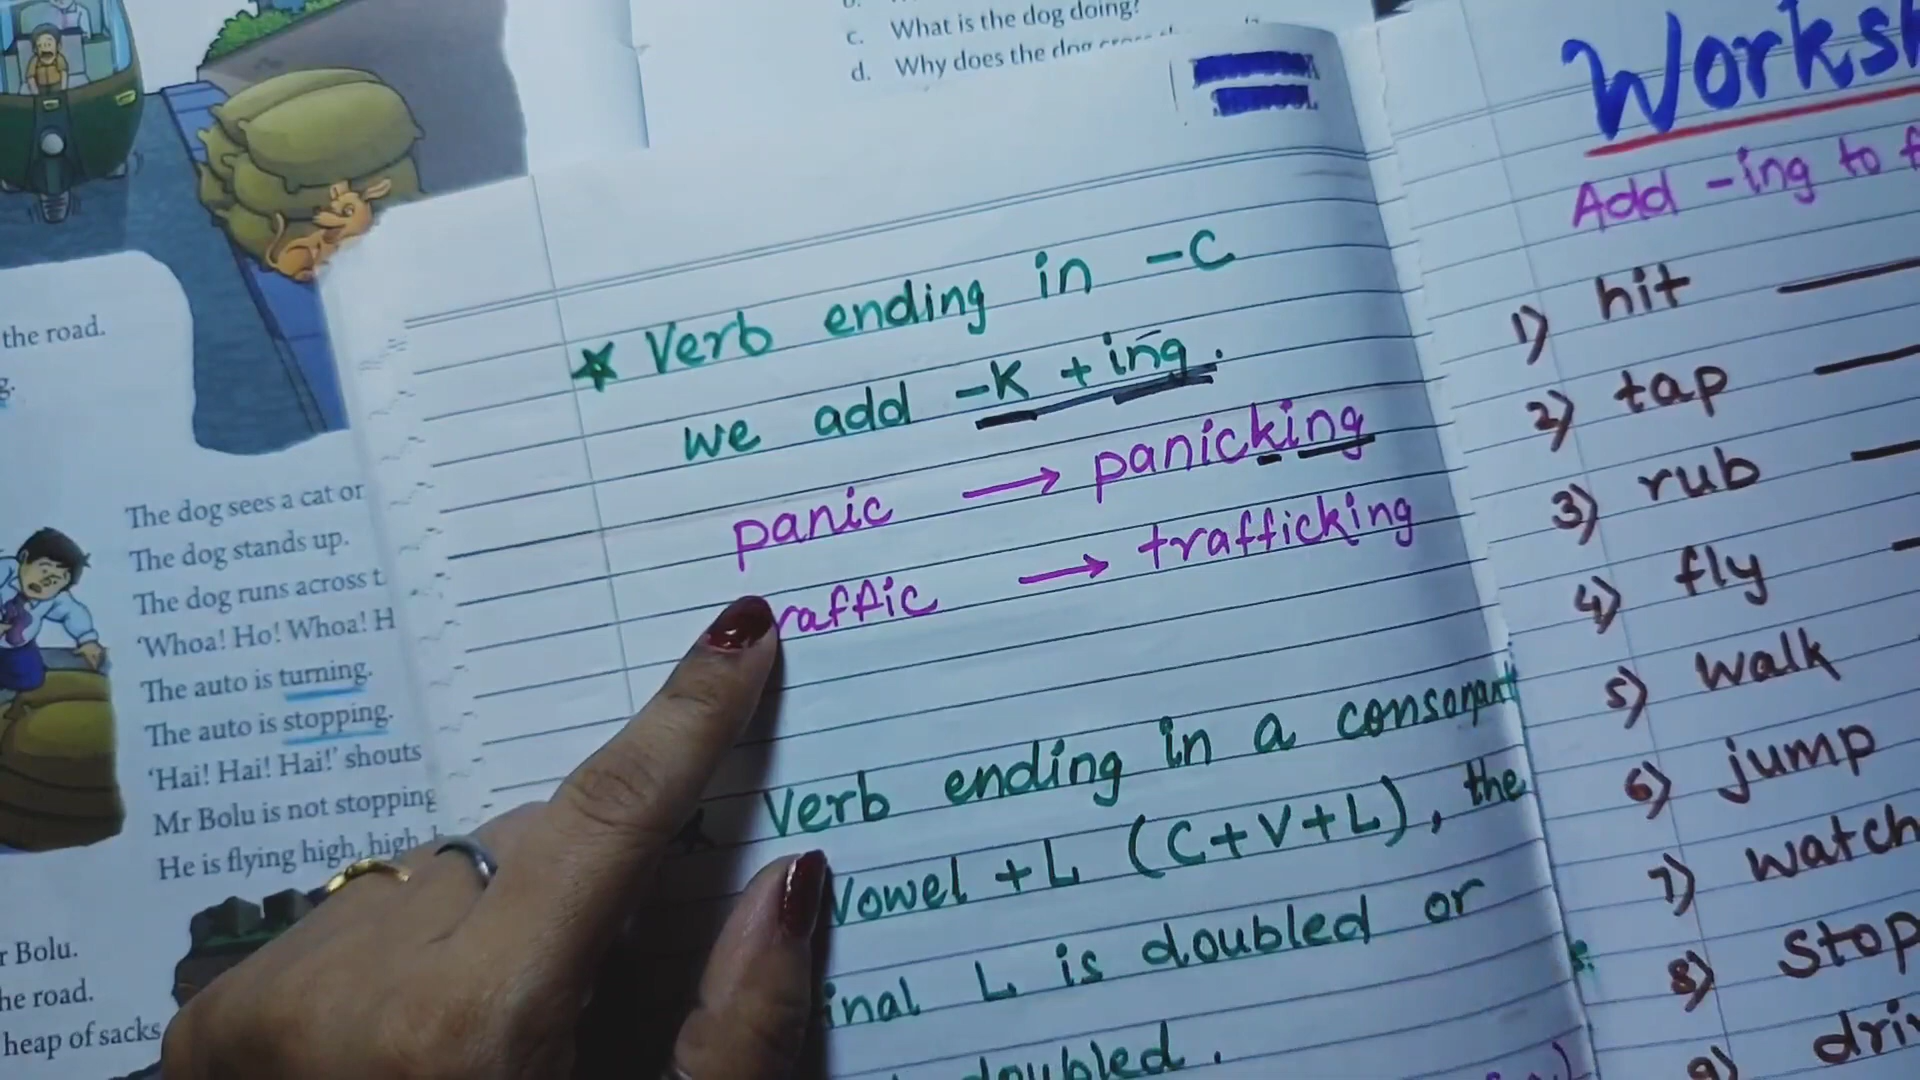 c. What is the dog doing?
d. Why does the dog
the road.
The dog sees a cat or
The dog stands up.
The dog runs across t
'Whoa! Ho! Whoa! H
The auto is turning.
The auto is stopping.
'Hai! Hai! Hai!' shouts
Mr Bolu is not stopping
He is flying high, high,
r Bolu.
he road.
heap of sacks
★ Verb ending in -C
we add -K + ing.
panic → panicking
raffic → trafficking
Verb ending in a consonant
Vowel + L (C+V+L), the
inal L is doubled or
doubled.
Worksh
Add -ing to f
1) hit
2) tap
3) rub
4) fly
5) walk
6) jump
7) watch
8) stop
9) driv